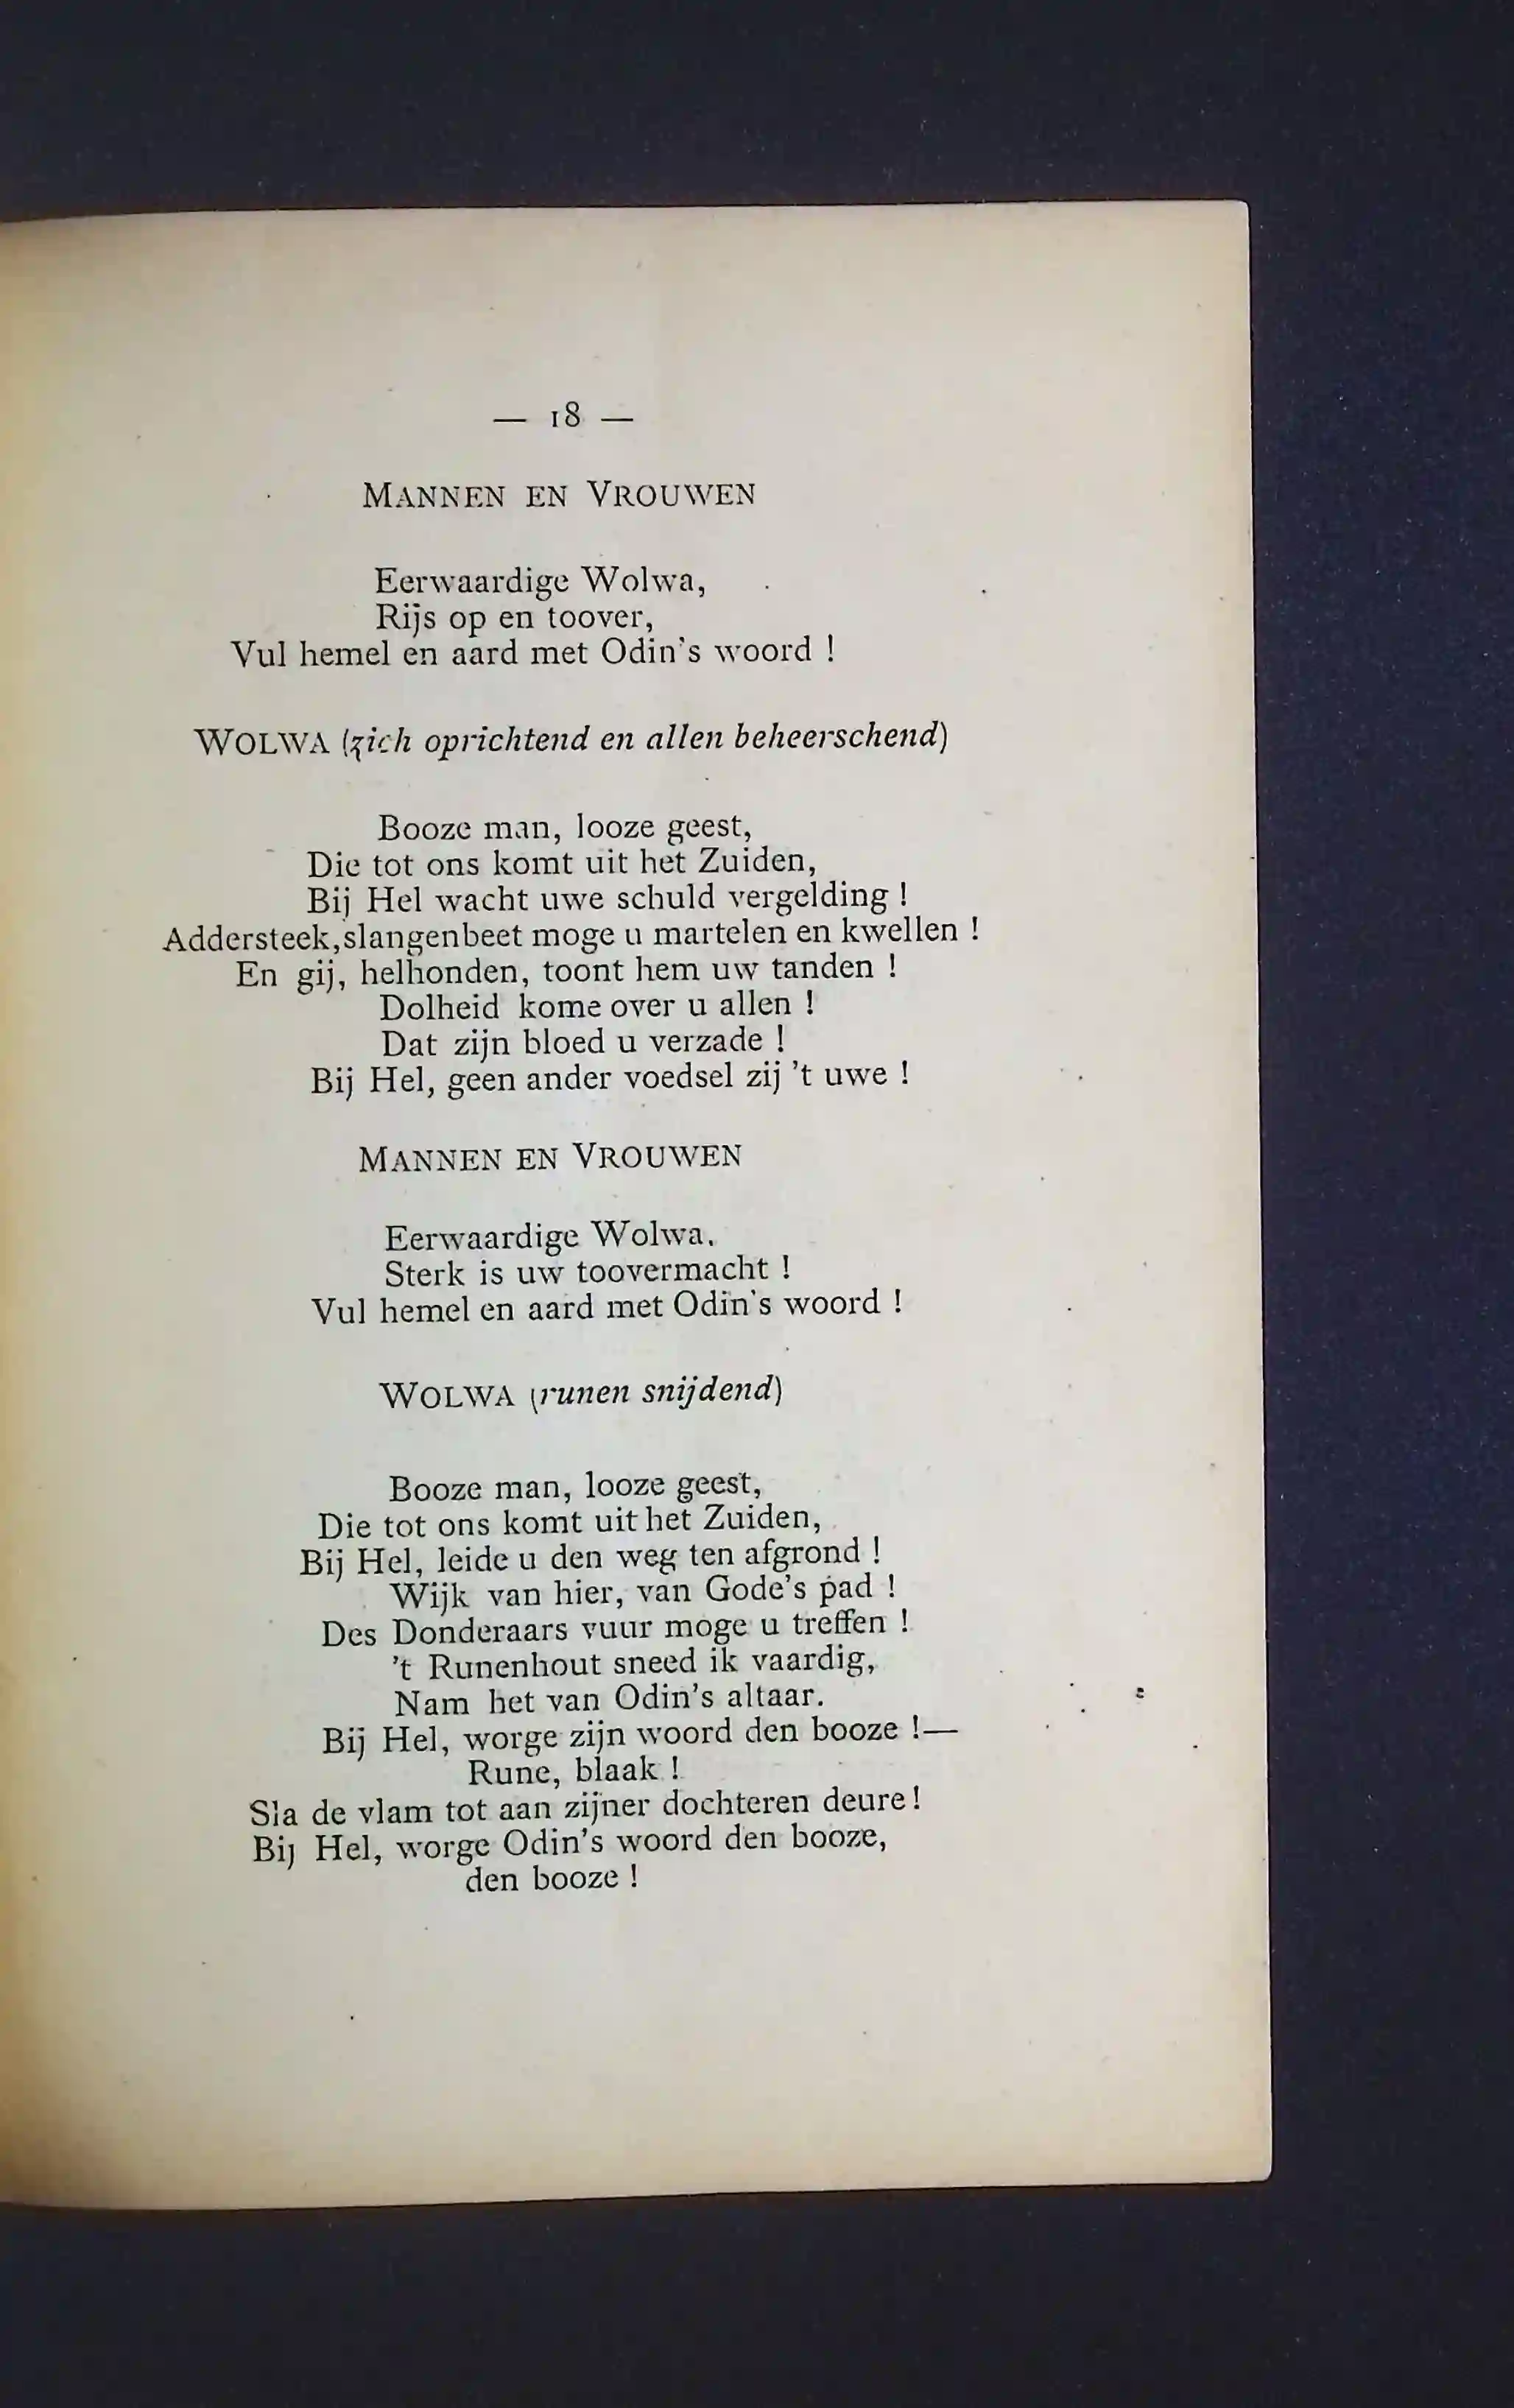 — 18 —
MANNEN EN VROUWEN
Eerwaardige Wolwa,
Rijs op en toover,
Vul hemel en aard met Odin's woord !
WOLWA (zich oprichtend en allen beheerschend)
Booze man, looze geest,
Die tot ons komt uit het Zuiden,
Bij Hel wacht uwe schuld vergelding !
Addersteek, slangenbeet moge u martelen en kwellen !
En gij, helhonden, toont hem uw tanden !
Dolheid kome over u allen !
Dat zijn bloed u verzade !
Bij Hel, geen ander voedsel zij 't uwe !
MANNEN EN VROUWEN
Eerwaardige Wolwa.
Sterk is uw toovermacht !
Vul hemel en aard met Odin's woord !
WOLWA (runen snijdend)
Booze man, looze geest,
Die tot ons komt uit het Zuiden,
Bij Hel, leide u den weg ten afgrond !
Wijk van hier, van Gode's pad !
Des Donderaars vuur moge u treffen !
't Runenhout sneed ik vaardig,
Nam het van Odin's altaar.
Bij Hel, worge zijn woord den booze !—
Rune, blaak !
Sla de vlam tot aan zijner dochteren deure!
Bij Hel, worge Odin's woord den booze,
den booze !